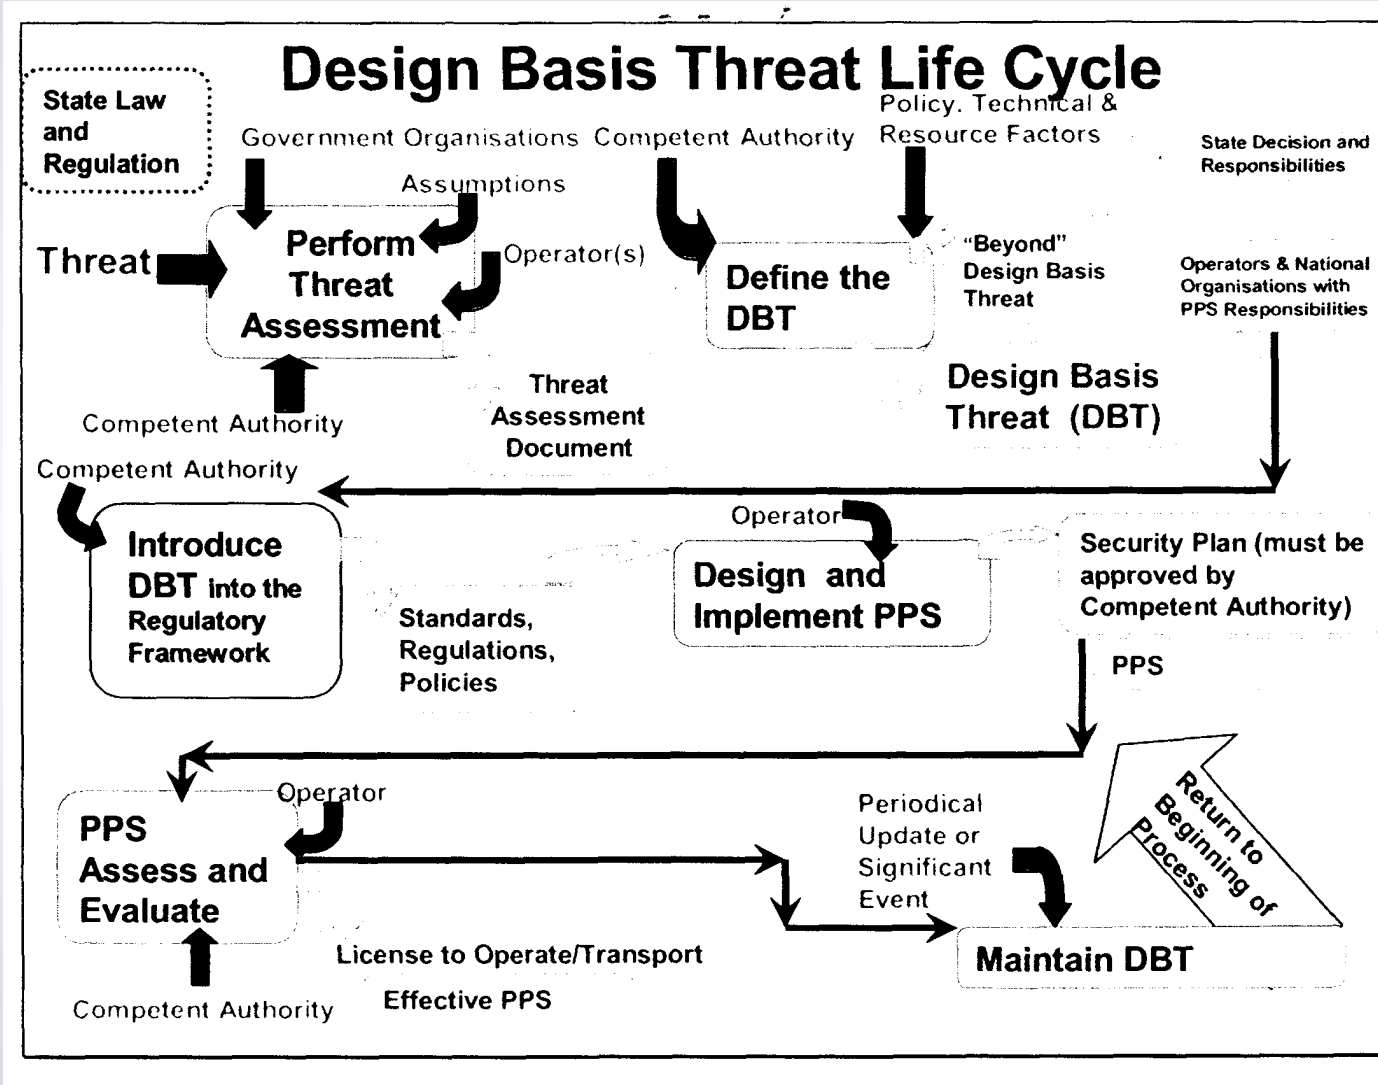 Design Basis Threat Life Cycle
State Law
and
Regulation
Government Organisations
Competent Authority
Policy. Technical &
Resource Factors
State Decision and
Responsibilities
Assumptions
Threat
Perform
Threat
Assessment
Operator(s)
Define the
DBT
"Beyond"
Design Basis
Threat
Operators & National
Organisations with
PPS Responsibilities
Competent Authority
Threat
Assessment
Document
Design Basis
Threat (DBT)
Competent Authority
Introduce
DBT into the
Regulatory
Framework
Standards,
Regulations,
Policies
Operator
Design and
Implement PPS
Security Plan (must be
approved by
Competent Authority)
PPS
Operator
PPS
Assess and
Evaluate
Competent Authority
License to Operate/Transport
Effective PPS
Periodical
Update or
Significant
Event
Maintain DBT
Return to
Beginning of
Process